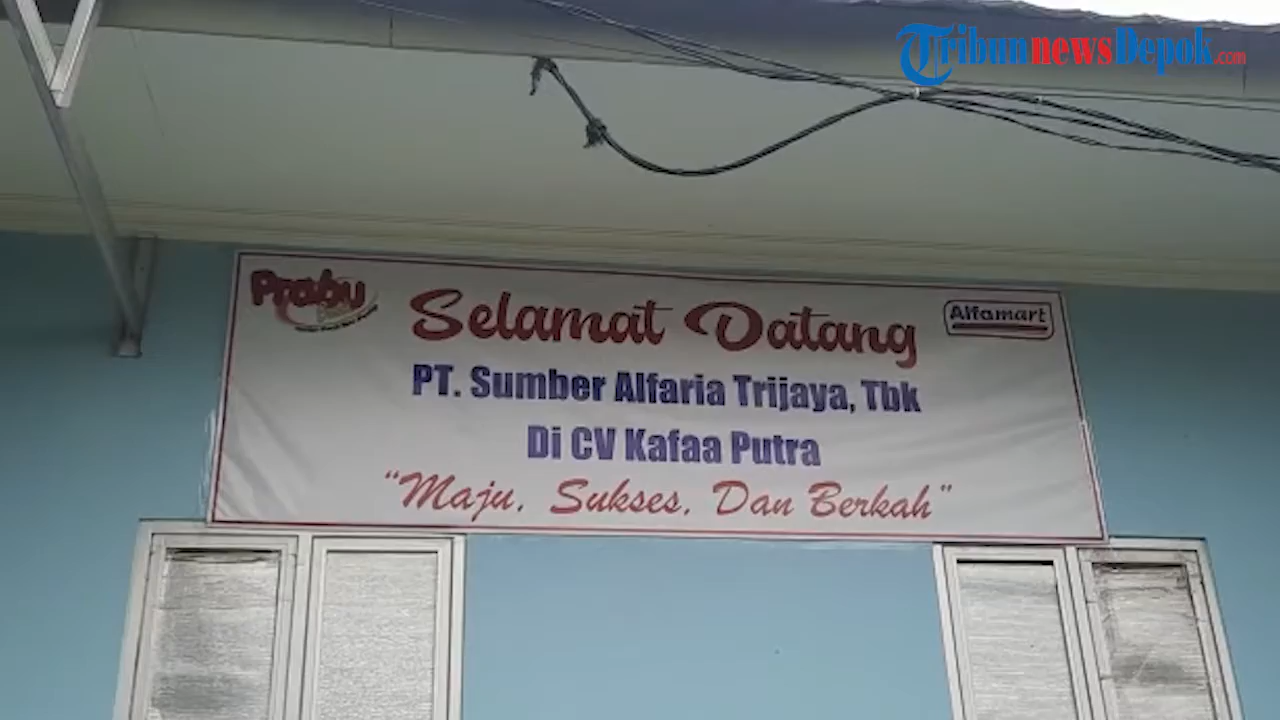 TribunnewsDepok.com
Prabu
Alfamart
Selamat Datang
PT. Sumber Alfaria Trijaya, Tbk
Di CV Kafaa Putra
"Maju, Sukses, Dan Berkah"